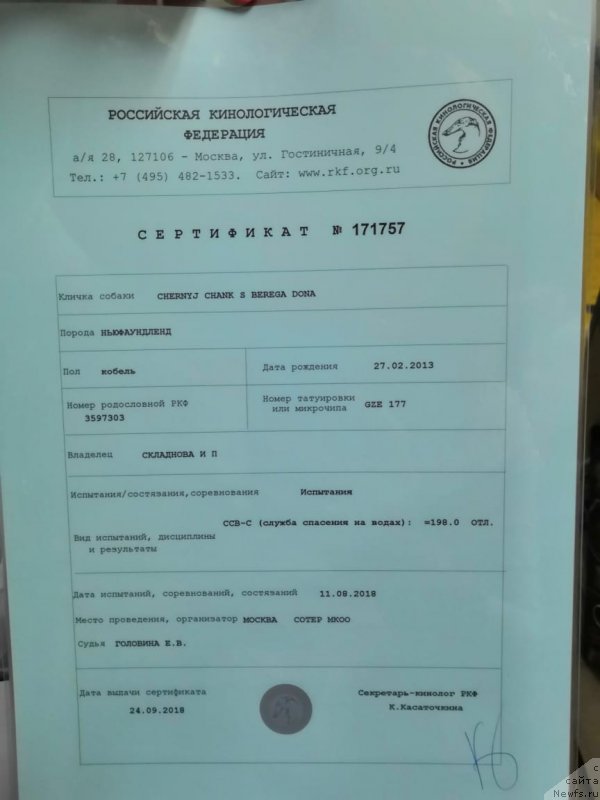 РОССИЙСКАЯ КИНОЛОГИЧЕСКАЯ
ФЕДЕРАЦИЯ
а/я 28, 127106 - Москва, ул. Гостиничная, 9/4
Тел.: +7 (495) 482-1533. Сайт: www.rkf.org.ru
РОССИЙСКАЯ КИНОЛОГИЧЕСКАЯ ФЕДЕРАЦИЯ
СЕРТИФИКАТ № 171757
Кличка собаки CHERNYJ CHANK S BEREGA DONA
Порода НЬЮФАУНДЛЕНД
Пол кобель
Дата рождения 27.02.2013
Номер родословной РКФ
3597303
Номер татуировки
или микрочипа GZE 177
Владелец СКЛАДНОВА И П
Испытания/состязания,соревнования Испытания
ССВ-С (служба спасения на водах): =198.0 ОТЛ.
Вид испытаний, дисциплины
и результаты
Дата испытаний, соревнований, состязаний 11.08.2018
Место проведения, организатор МОСКВА СОТЕР МКОО
Судья ГОЛОВИНА Е.В.
Дата выдачи сертификата
24.09.2018
Секретарь-кинолог РКФ
К.Касаточкина
с
сайта
Newfs.ru